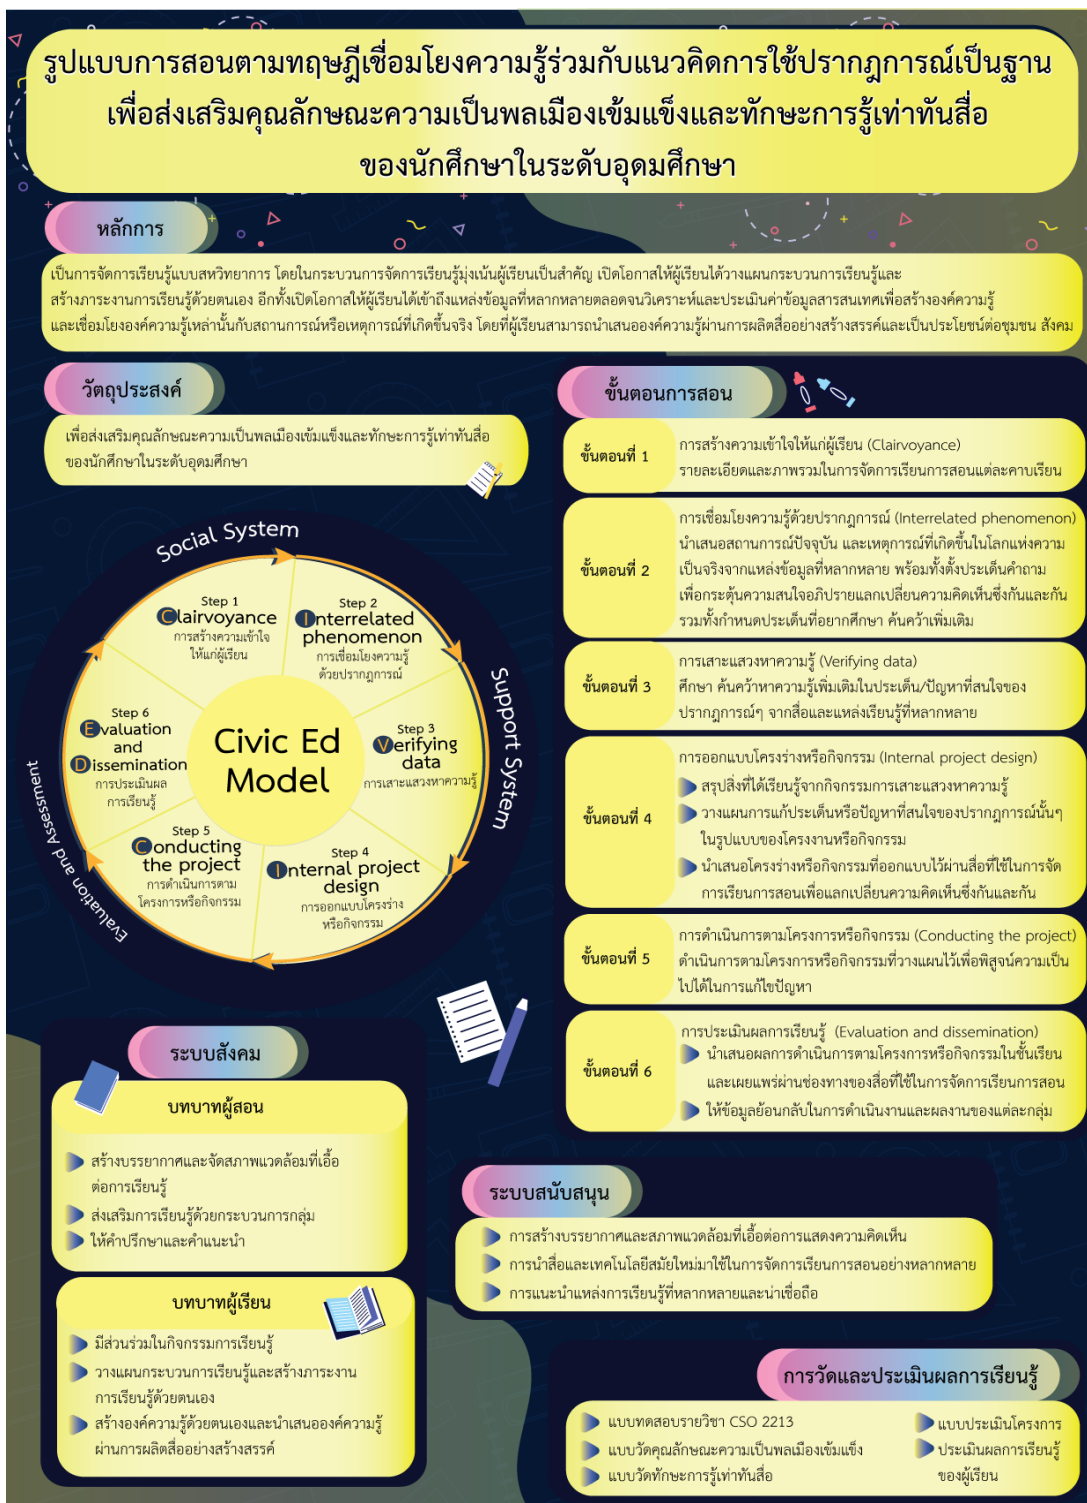 รูปแบบการสอนตามทฤษฎีเชื่อมโยงความรู้ร่วมกับแนวคิดการใช้ปรากฏการณ์เป็นฐาน
เพื่อส่งเสริมคุณลักษณะความเป็นพลเมืองเข้มแข็งและทักษะการรู้เท่าทันสื่อ
ของนักศึกษาในระดับอุดมศึกษา
หลักการ
เป็นการจัดการเรียนรู้แบบสหวิทยาการ โดยในกระบวนการจัดการเรียนรู้มุ่งเน้นผู้เรียนเป็นสำคัญ เปิดโอกาสให้ผู้เรียนได้วางแผนกระบวนการเรียนรู้และ
สร้างภาระงานการเรียนรู้ด้วยตนเอง อีกทั้งเปิดโอกาสให้ผู้เรียนได้เข้าถึงแหล่งข้อมูลที่หลากหลายตลอดจนวิเคราะห์และประเมินค่าข้อมูลสารสนเทศเพื่อสร้างองค์ความรู้
และเชื่อมโยงองค์ความรู้เหล่านั้นกับสถานการณ์หรือเหตุการณ์ที่เกิดขึ้นจริง โดยที่ผู้เรียนสามารถนำเสนอองค์ความรู้ผ่านการผลิตสื่ออย่างสร้างสรรค์และเป็นประโยชน์ต่อชุมชน สังคม
วัตถุประสงค์
เพื่อส่งเสริมคุณลักษณะความเป็นพลเมืองเข้มแข็งและทักษะการรู้เท่าทันสื่อ
ของนักศึกษาในระดับอุดมศึกษา
Social System
Support System
Evaluation and Assessment
Civic Ed
Model
Step 1
Clairvoyance
การสร้างความเข้าใจ
ให้แก่ผู้เรียน
Step 2
Interrelated
phenomenon
การเชื่อมโยงความรู้
ด้วยปรากฏการณ์
Step 3
Verifying
data
การเสาะแสวงหาความรู้
Step 4
Internal project
design
การออกแบบโครงร่าง
หรือกิจกรรม
Step 5
Conducting
the project
การดำเนินการตาม
โครงการหรือกิจกรรม
Step 6
Evaluation
and
Dissemination
การประเมินผล
การเรียนรู้
ขั้นตอนการสอน
ขั้นตอนที่ 1
การสร้างความเข้าใจให้แก่ผู้เรียน (Clairvoyance)
รายละเอียดและภาพรวมในการจัดการเรียนการสอนแต่ละคาบเรียน
ขั้นตอนที่ 2
การเชื่อมโยงความรู้ด้วยปรากฏการณ์ (Interrelated phenomenon)
นำเสนอสถานการณ์ปัจจุบัน และเหตุการณ์ที่เกิดขึ้นในโลกแห่งความ
เป็นจริงจากแหล่งข้อมูลที่หลากหลาย พร้อมทั้งตั้งประเด็นคำถาม
เพื่อกระตุ้นความสนใจอภิปรายแลกเปลี่ยนความคิดเห็นซึ่งกันและกัน
รวมทั้งกำหนดประเด็นที่อยากศึกษา ค้นคว้าเพิ่มเติม
ขั้นตอนที่ 3
การเสาะแสวงหาความรู้ (Verifying data)
ศึกษา ค้นคว้าหาความรู้เพิ่มเติมในประเด็น/ปัญหาที่สนใจของ
ปรากฏการณ์ๆ จากสื่อและแหล่งเรียนรู้ที่หลากหลาย
ขั้นตอนที่ 4
การออกแบบโครงร่างหรือกิจกรรม (Internal project design)
สรุปสิ่งที่ได้เรียนรู้จากกิจกรรมการเสาะแสวงหาความรู้
วางแผนการแก้ประเด็นหรือปัญหาที่สนใจของปรากฏการณ์นั้นๆ
ในรูปแบบของโครงงานหรือกิจกรรม
นำเสนอโครงร่างหรือกิจกรรมที่ออกแบบไว้ผ่านสื่อที่ใช้ในการจัด
การเรียนการสอนเพื่อแลกเปลี่ยนความคิดเห็นซึ่งกันและกัน
ขั้นตอนที่ 5
การดำเนินการตามโครงการหรือกิจกรรม (Conducting the project)
ดำเนินการตามโครงการหรือกิจกรรมที่วางแผนไว้เพื่อพิสูจน์ความเป็น
ไปได้ในการแก้ไขปัญหา
ขั้นตอนที่ 6
การประเมินผลการเรียนรู้ (Evaluation and dissemination)
นำเสนอผลการดำเนินการตามโครงการหรือกิจกรรมในชั้นเรียน
และเผยแพร่ผ่านช่องทางของสื่อที่ใช้ในการจัดการเรียนการสอน
ให้ข้อมูลย้อนกลับในการดำเนินงานและผลงานของแต่ละกลุ่ม
ระบบสังคม
บทบาทผู้สอน
สร้างบรรยากาศและจัดสภาพแวดล้อมที่เอื้อ
ต่อการเรียนรู้
ส่งเสริมการเรียนรู้ด้วยกระบวนการกลุ่ม
ให้คำปรึกษาและคำแนะนำ
บทบาทผู้เรียน
มีส่วนร่วมในกิจกรรมการเรียนรู้
วางแผนกระบวนการเรียนรู้และสร้างภาระงาน
การเรียนรู้ด้วยตนเอง
สร้างองค์ความรู้ด้วยตนเองและนำเสนอองค์ความรู้
ผ่านการผลิตสื่ออย่างสร้างสรรค์
ระบบสนับสนุน
การสร้างบรรยากาศและสภาพแวดล้อมที่เอื้อต่อการแสดงความคิดเห็น
การนำสื่อและเทคโนโลยีสมัยใหม่มาใช้ในการจัดการเรียนการสอนอย่างหลากหลาย
การแนะนำแหล่งการเรียนรู้ที่หลากหลายและน่าเชื่อถือ
การวัดและประเมินผลการเรียนรู้
แบบทดสอบรายวิชา CSO 2213
แบบวัดคุณลักษณะความเป็นพลเมืองเข้มแข็ง
แบบวัดทักษะการรู้เท่าทันสื่อ
แบบประเมินโครงการ
ประเมินผลการเรียนรู้
ของผู้เรียน